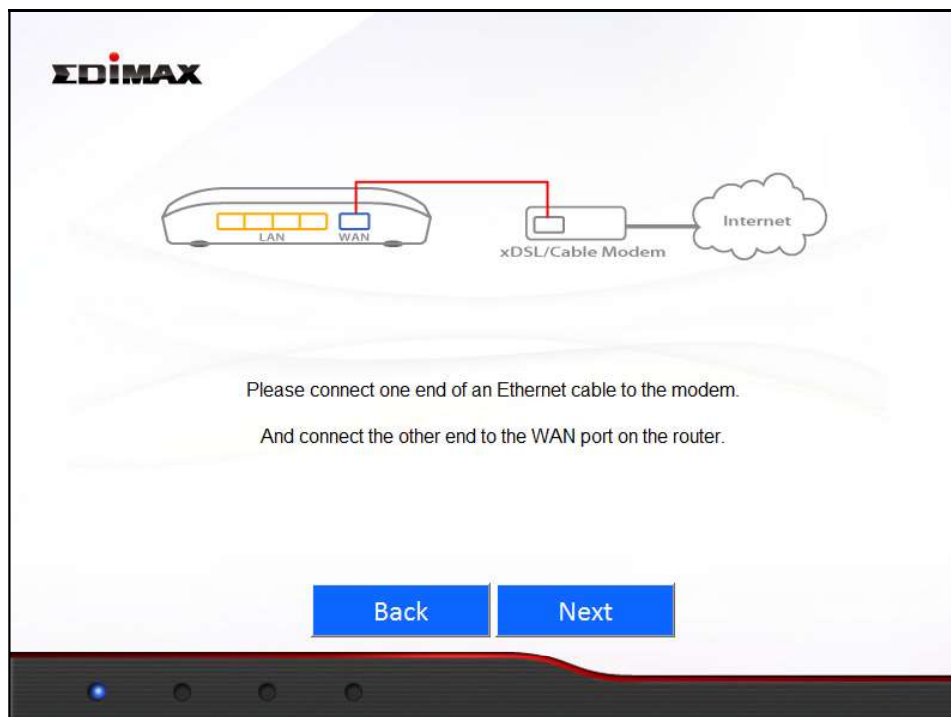 EDIMAX
LAN
WAN
xDSL/Cable Modem
Internet
Please connect one end of an Ethernet cable to the modem.
And connect the other end to the WAN port on the router.
Back
Next